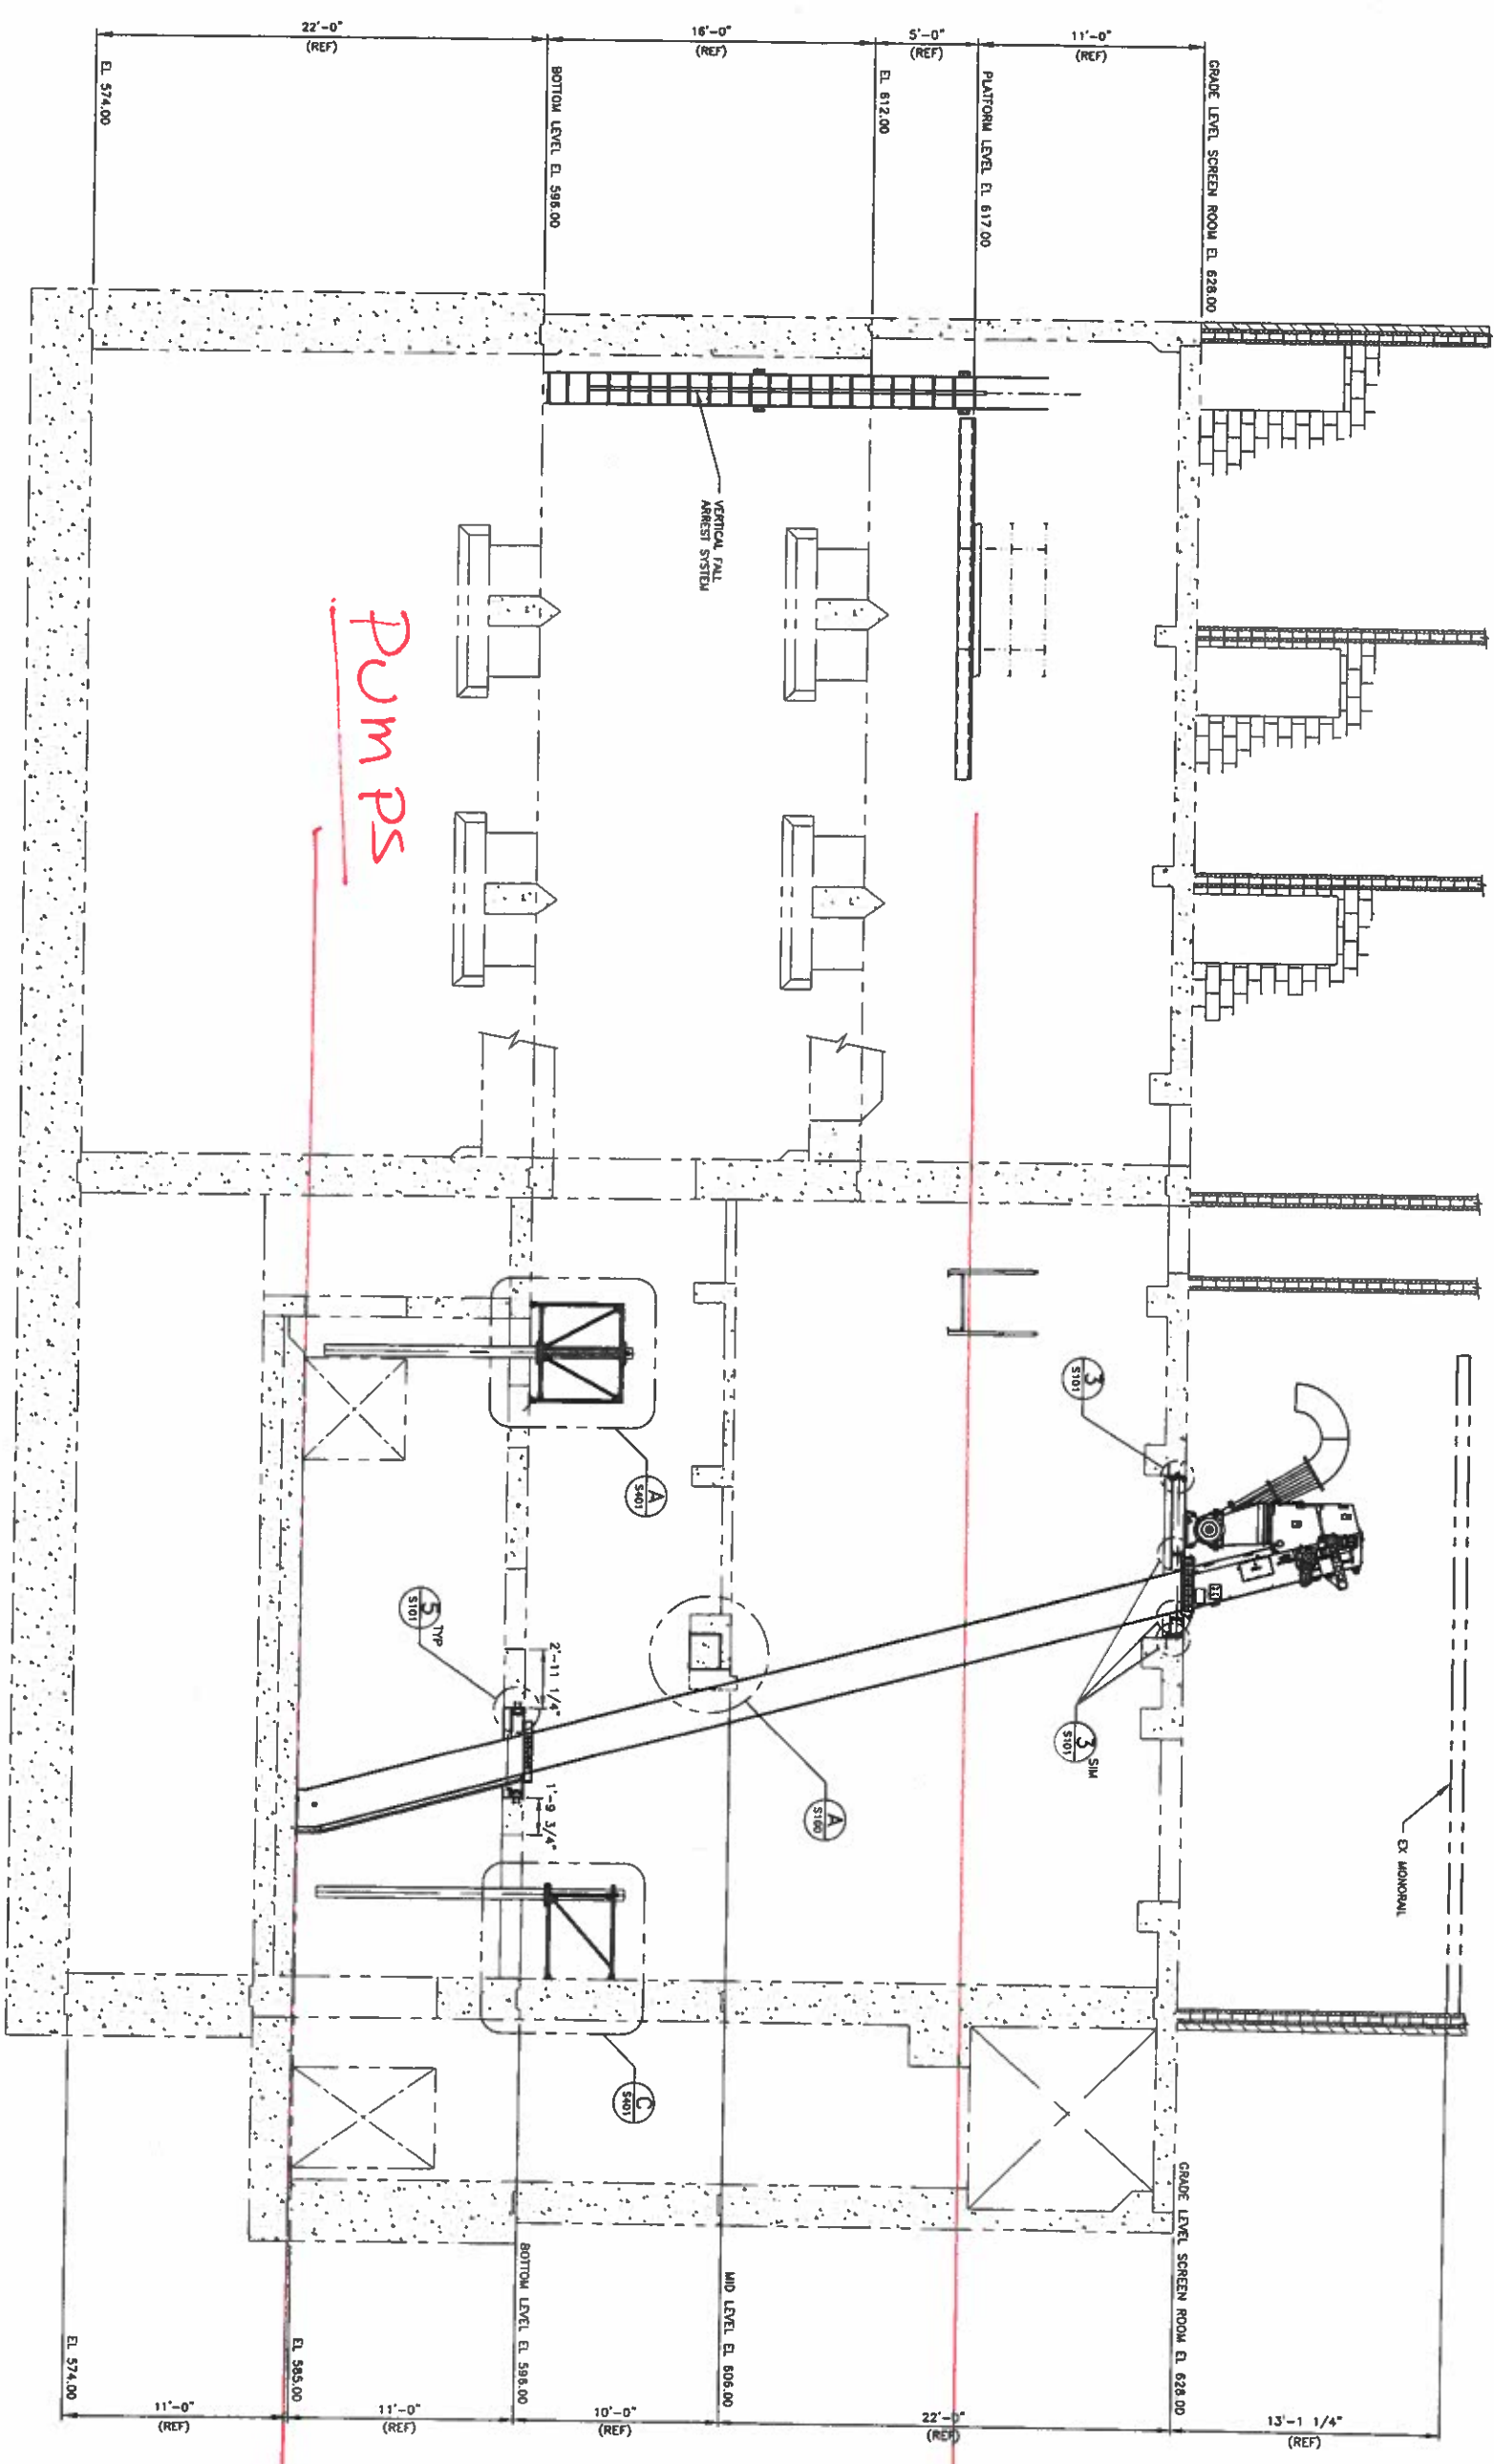 22'-0"
(REF)
16'-0"
(REF)
5'-0"
(REF)
11'-0"
(REF)
EL 574.00
BOTTOM LEVEL EL 596.00
EL 612.00
PLATFORM LEVEL EL 617.00
GRADE LEVEL SCREEN ROOM EL 628.00
VERTICAL FALL
ARREST SYSTEM
PUMPS
3
S101
A
S401
5
S101
TYP
2'-11 1/4"
1'-9 3/4"
A
S100
3
S101
SIM
EX MONORAIL
C
S401
GRADE LEVEL SCREEN ROOM EL 628.00
MID LEVEL EL 606.00
BOTTOM LEVEL EL 596.00
EL 585.00
EL 574.00
11'-0"
(REF)
11'-0"
(REF)
10'-0"
(REF)
22'-0"
(REF)
13'-1 1/4"
(REF)